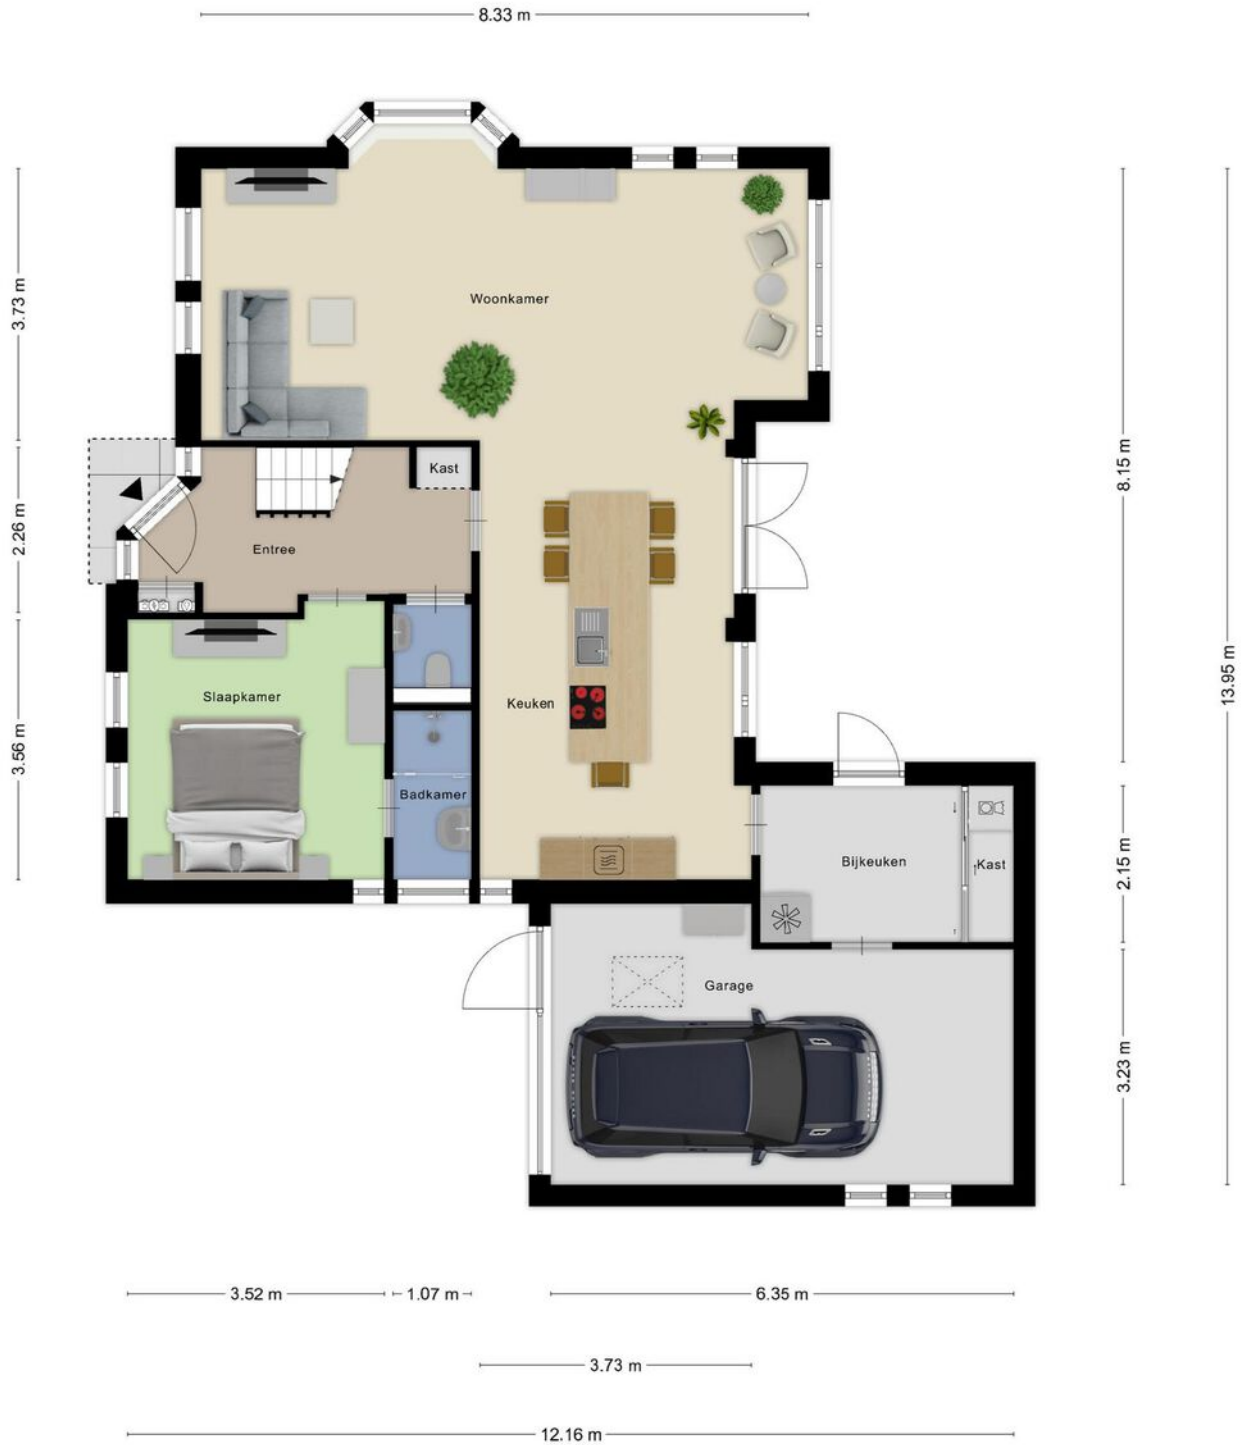 8.33 m
3.73 m
Woonkamer
8.15 m
Kast
2.26 m
Entree
13.95 m
Slaapkamer
Keuken
3.56 m
Badkamer
Bijkeuken
Kast
2.15 m
Garage
3.23 m
3.52 m
1.07 m
6.35 m
3.73 m
12.16 m